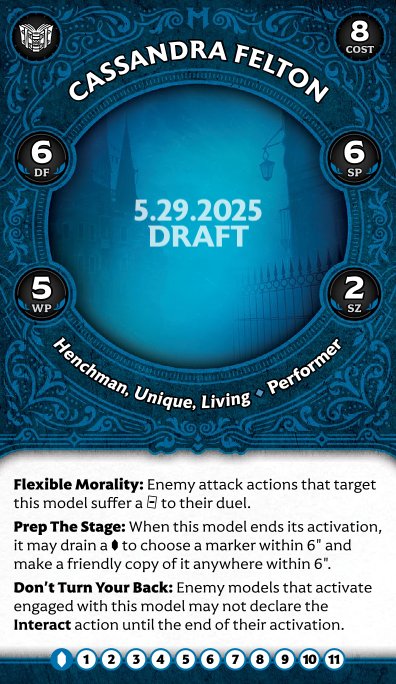 8
COST
CASSANDRA FELTON
6
DF
6
SP
5.29.2025
DRAFT
5
WP
2
SZ
Henchman, Unique, Living ⬥ Performer
Flexible Morality: Enemy attack actions that target
this model suffer a to their duel.
Prep The Stage: When this model ends its activation,
it may drain a to choose a marker within 6" and
make a friendly copy of it anywhere within 6".
Don't Turn Your Back: Enemy models that activate
engaged with this model may not declare the
Interact action until the end of their activation.
1 2 3 4 5 6 7 8 9 10 11